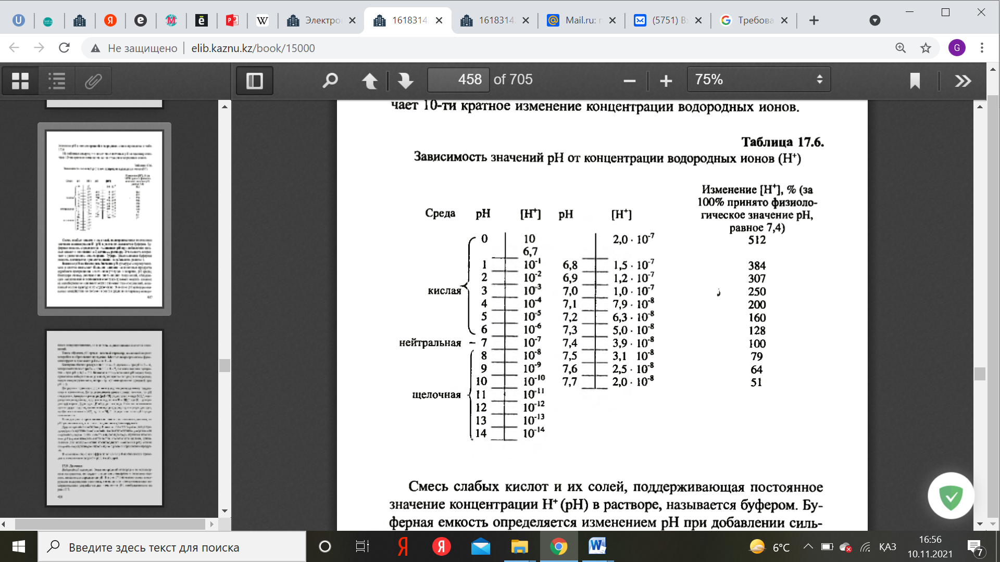 Электро
1618314
1618314
Mail.ru: п
(5751) Вх
Требова
Не защищено
elib.kaznu.kz/book/15000
458 of 705
75%
чает 10-ти кратное изменение концентрации водородных ионов.
Таблица 17.6.
Зависимость значений pH от концентрации водородных ионов (H⁺)
Изменение [H⁺], % (за
100% принято физиоло-
гическое значение pH,
равное 7,4)
Среда pH [H⁺] pH [H⁺]
0 10 2,0 · 10⁻⁷ 512
6,7
1 10⁻¹ 6,8 1,5 · 10⁻⁷ 384
2 10⁻² 6,9 1,2 · 10⁻⁷ 307
кислая 3 10⁻³ 7,0 1,0 · 10⁻⁷ 250
4 10⁻⁴ 7,1 7,9 · 10⁻⁸ 200
5 10⁻⁵ 7,2 6,3 · 10⁻⁸ 160
6 10⁻⁶ 7,3 5,0 · 10⁻⁸ 128
нейтральная – 7 10⁻⁷ 7,4 3,9 · 10⁻⁸ 100
8 10⁻⁸ 7,5 3,1 10⁻⁸ 79
9 10⁻⁹ 7,6 2,5 · 10⁻⁸ 64
10 10⁻¹⁰ 7,7 2,0 · 10⁻⁸ 51
щелочная 11 10⁻¹¹
12 10⁻¹²
13 10⁻¹³
14 10⁻¹⁴
Смесь слабых кислот и их солей, поддерживающая постоянное
значение концентрации H⁺ (pH) в растворе, называется буфером. Бу-
ферная емкость определяется изменением pH при добавлении силь-
Введите здесь текст для поиска
6°C
ҚАЗ
16:56
10.11.2021
7